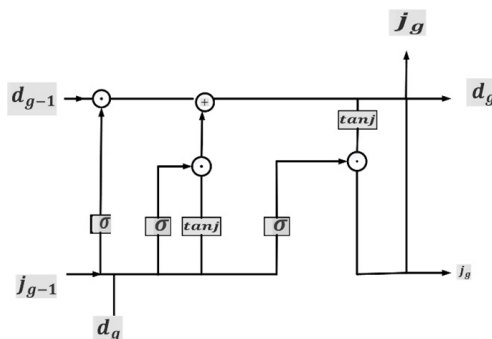 j_g
d_{g-1}
d_g
tanj
σ
σ
tanj
σ
j_{g-1}
j_g
d_g